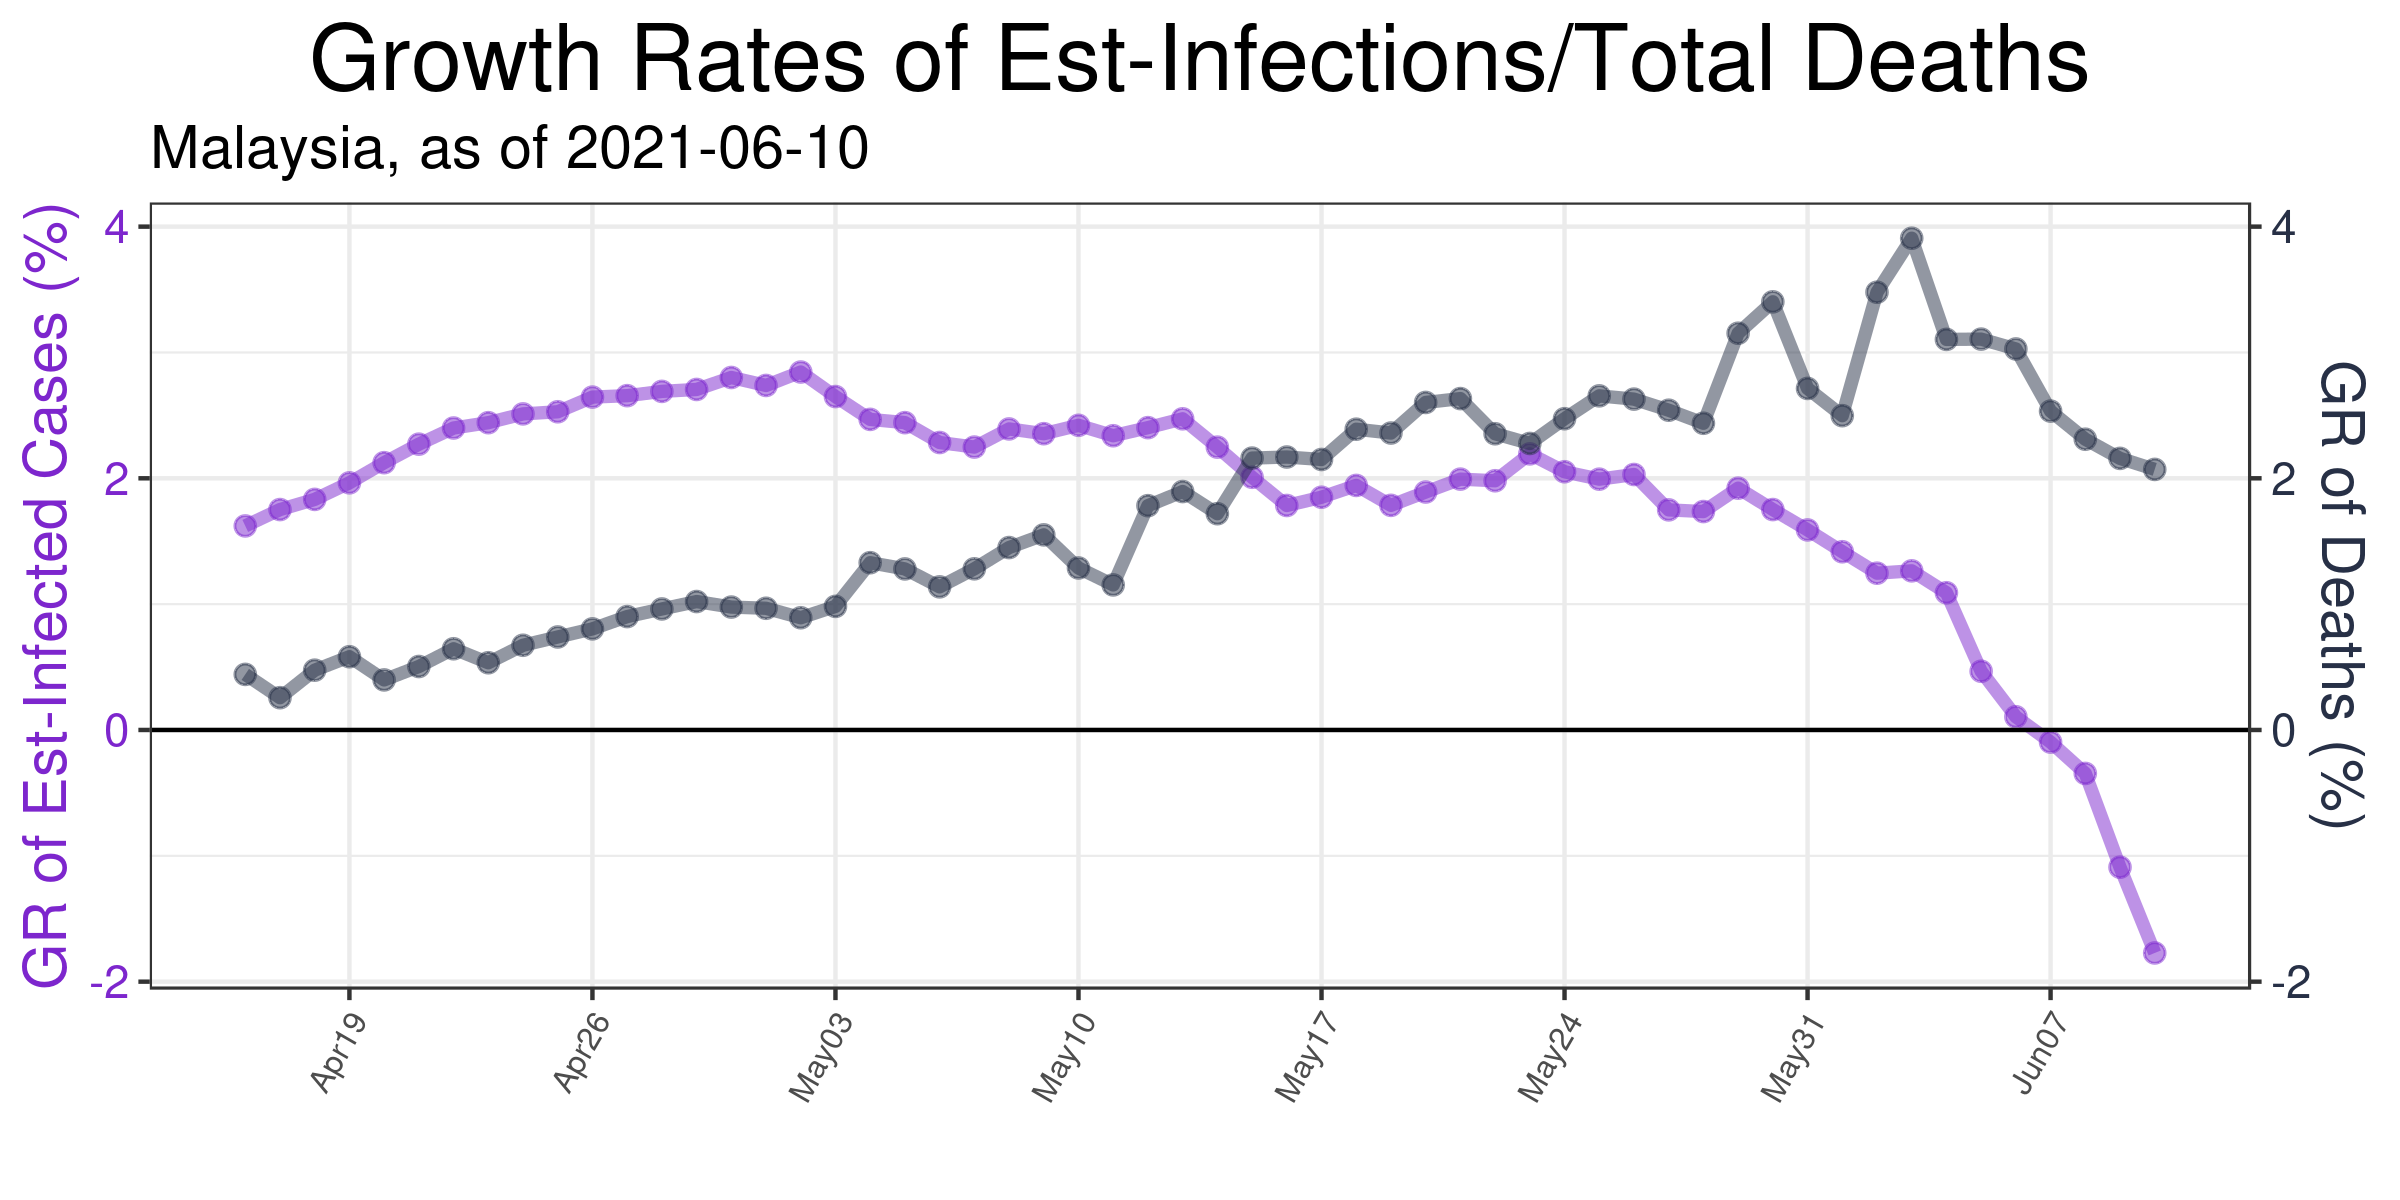 Growth Rates of Est-Infections/Total Deaths
Malaysia, as of 2021-06-10
GR of Est-Infected Cases (%)
4
2
0
-2
4
2
0
-2
GR of Deaths (%)
Apr19
Apr26
May03
May10
May17
May24
May31
Jun07